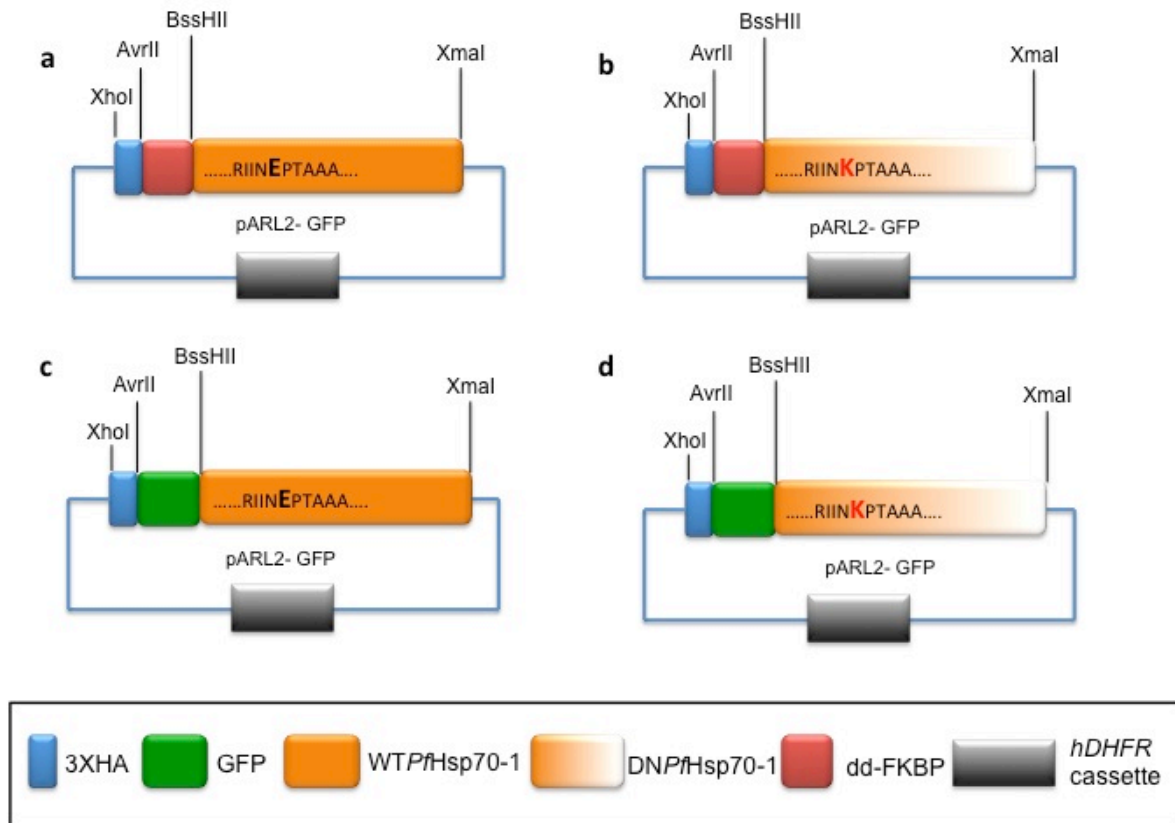 a
BssHII
AvrII
XhoI
XmaI
......RIINEPTAAA....
pARL2- GFP
b
BssHII
AvrII
XhoI
XmaI
......RIINKPTAAA....
pARL2- GFP
c
BssHII
AvrII
XhoI
XmaI
......RIINEPTAAA....
pARL2- GFP
d
BssHII
AvrII
XhoI
XmaI
......RIINKPTAAA....
pARL2- GFP
3XHA
GFP
WTPfHsp70-1
DNPfHsp70-1
dd-FKBP
hDHFR
cassette